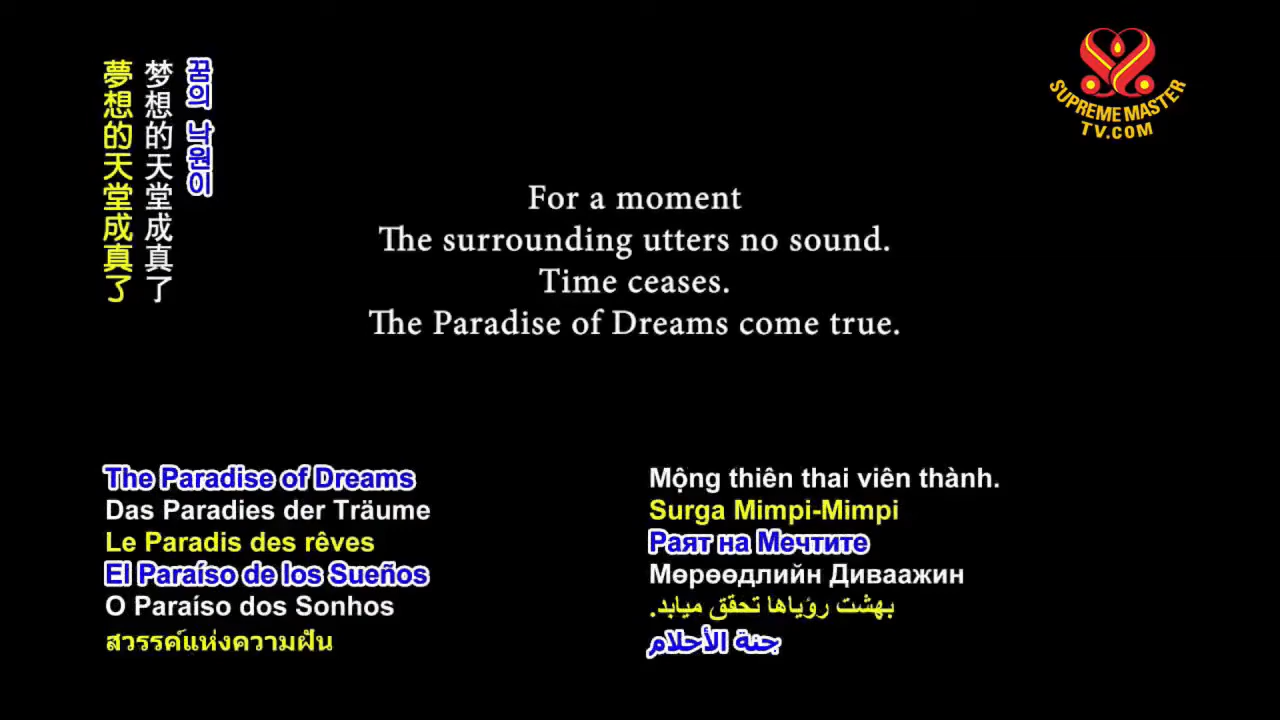 夢想的天堂成真了
梦想的天堂成真了
꿈의 낙원이
SUPREME MASTER
TV.COM
For a moment
The surrounding utters no sound.
Time ceases.
The Paradise of Dreams come true.
The Paradise of Dreams
Das Paradies der Träume
Le Paradis des rêves
El Paraíso de los Sueños
O Paraíso dos Sonhos
สวรรค์แห่งความฝัน
Mộng thiên thai viên thành.
Surga Mimpi-Mimpi
Раят на Мечтите
Мөрөөдлийн Диваажин
بهشت رؤیاها تحقق میابد.
جنة الأحلام